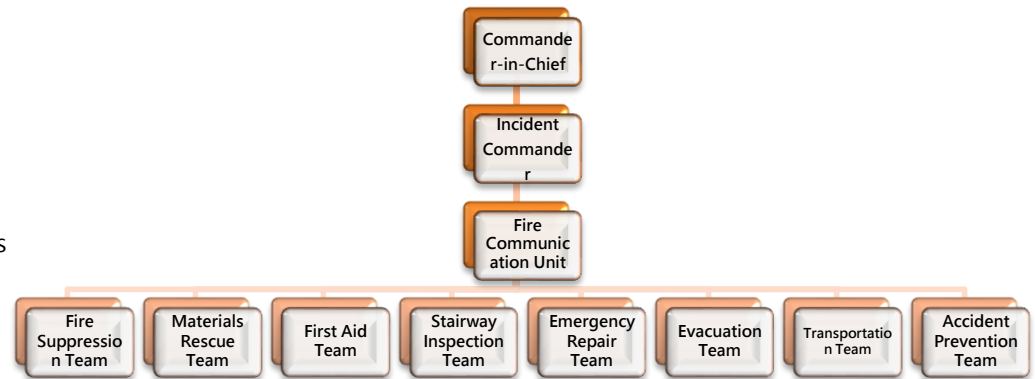 Commande
r-in-Chief
Incident
Commande
r
Fire
Communic
ation Unit
s
Fire
Suppressio
n Team
Materials
Rescue
Team
First Aid
Team
Stairway
Inspection
Team
Emergency
Repair
Team
Evacuation
Team
Transportatio
n Team
Accident
Prevention
Team